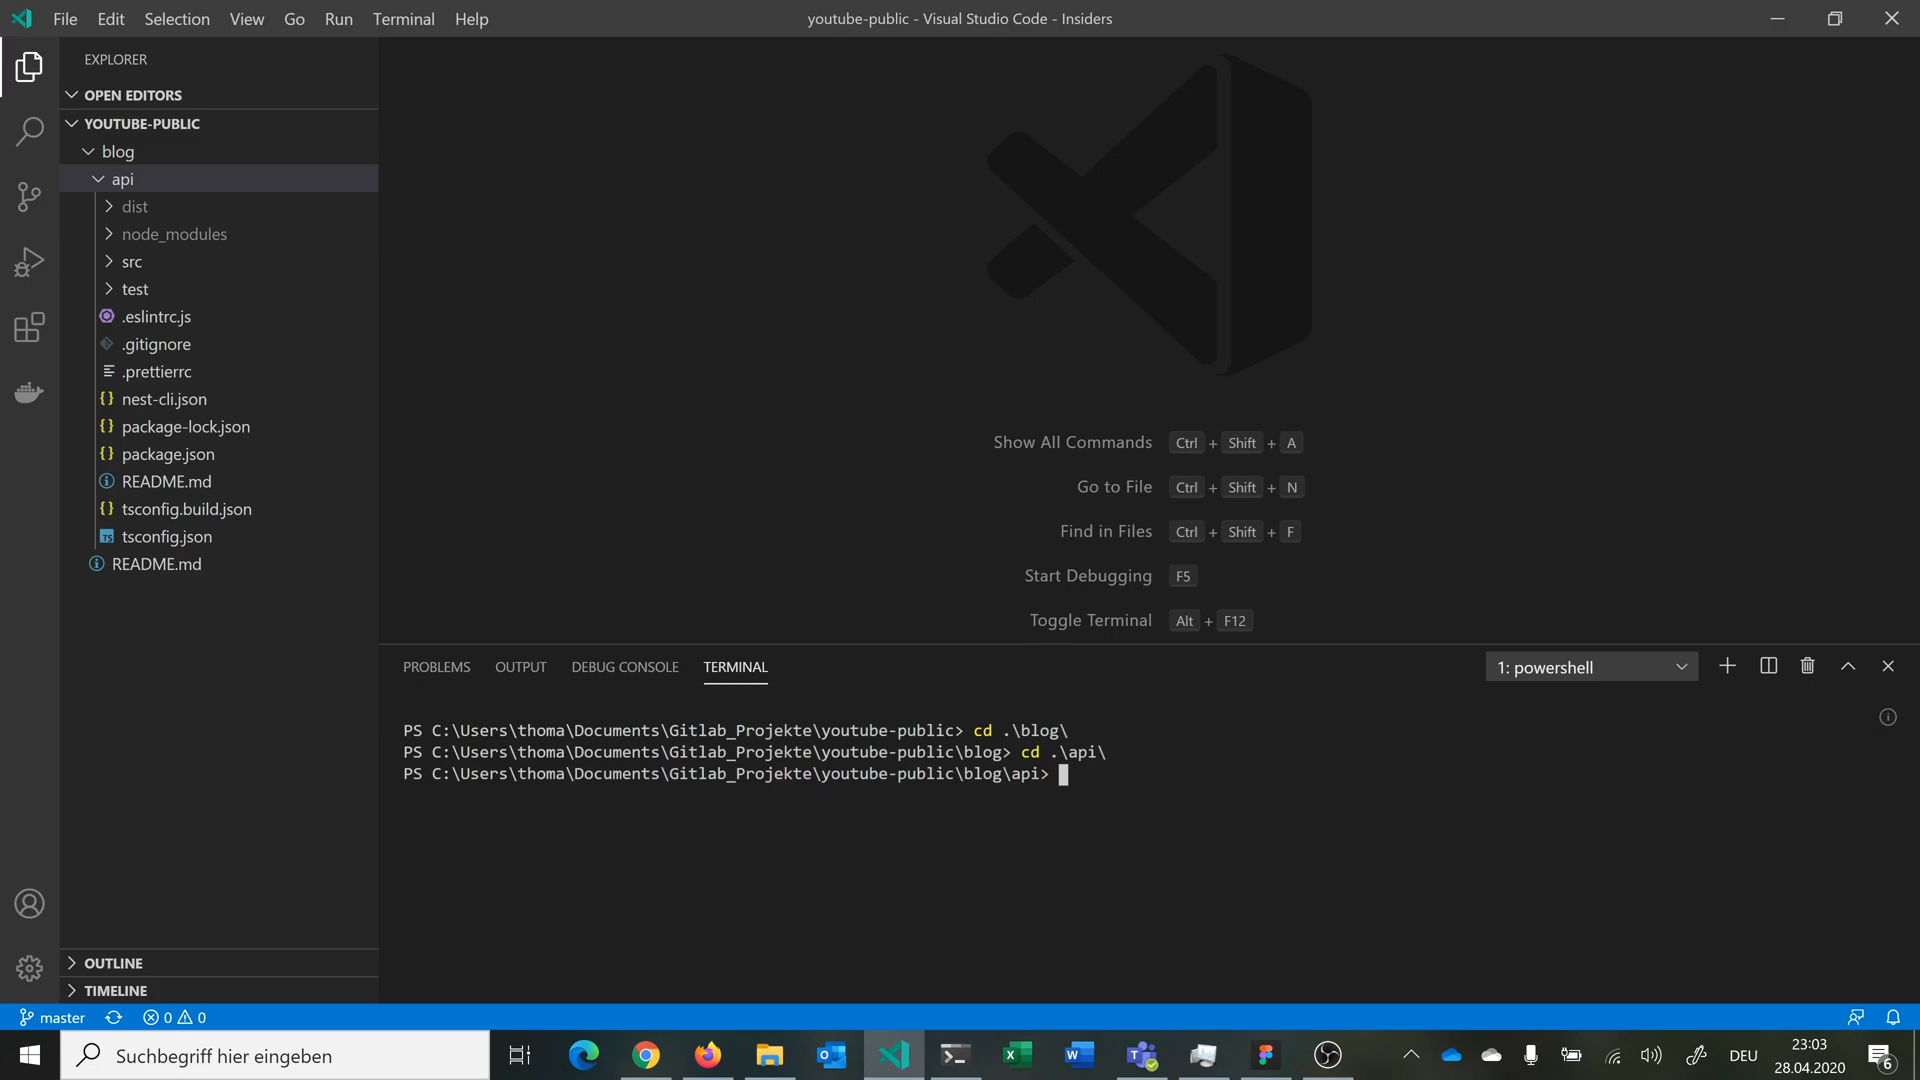 File Edit Selection View Go Run Terminal Help
youtube-public - Visual Studio Code - Insiders
EXPLORER
OPEN EDITORS
YOUTUBE-PUBLIC
blog
api
dist
node_modules
src
test
.eslintrc.js
.gitignore
.prettierrc
nest-cli.json
package-lock.json
package.json
README.md
tsconfig.build.json
TS tsconfig.json
README.md
OUTLINE
TIMELINE
Show All Commands Ctrl + Shift + A
Go to File Ctrl + Shift + N
Find in Files Ctrl + Shift + F
Start Debugging F5
Toggle Terminal Alt + F12
PROBLEMS OUTPUT DEBUG CONSOLE TERMINAL
1: powershell
PS C:\Users\thoma\Documents\Gitlab_Projekte\youtube-public> cd .\blog\
PS C:\Users\thoma\Documents\Gitlab_Projekte\youtube-public\blog> cd .\api\
PS C:\Users\thoma\Documents\Gitlab_Projekte\youtube-public\blog\api>
master 0 0
Suchbegriff hier eingeben
DEU
23:03
28.04.2020
6